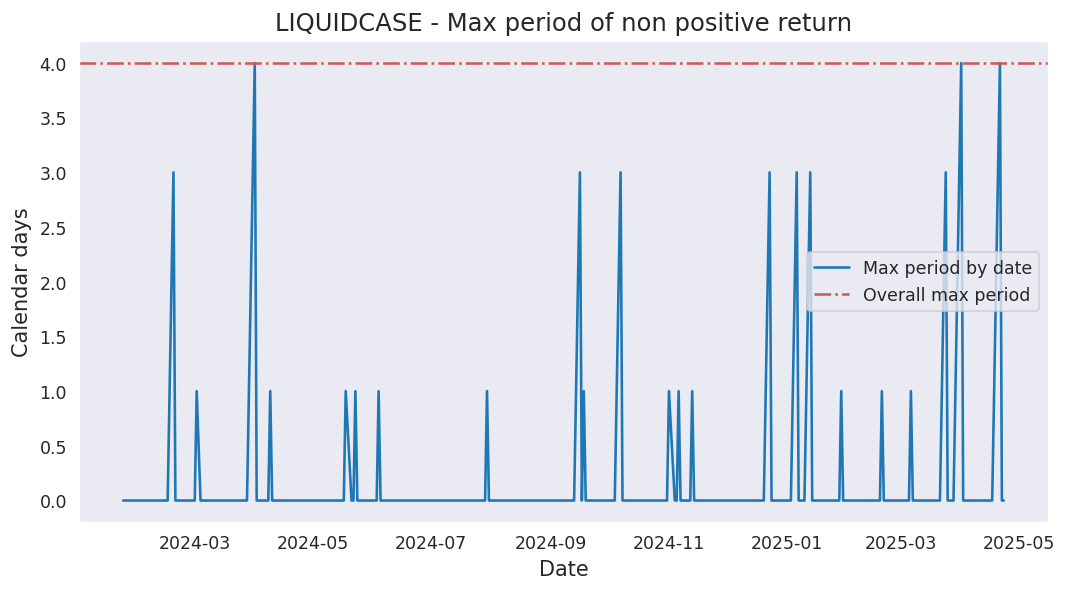 LIQUIDCASE - Max period of non positive return
Calendar days
4.0
3.5
3.0
2.5
2.0
1.5
1.0
0.5
0.0
Max period by date
Overall max period
2024-03 2024-05 2024-07 2024-09 2024-11 2025-01 2025-03 2025-05
Date